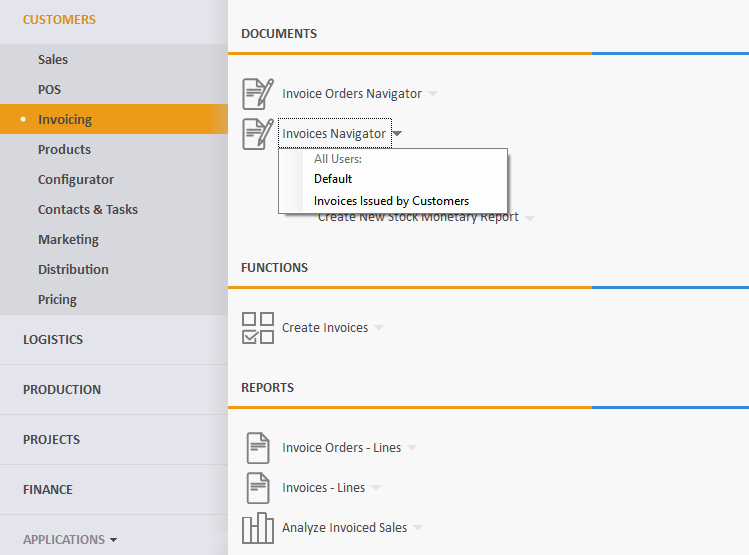 CUSTOMERS
Sales
POS
Invoicing
Products
Configurator
Contacts & Tasks
Marketing
Distribution
Pricing
LOGISTICS
PRODUCTION
PROJECTS
FINANCE
APPLICATIONS
DOCUMENTS
Invoice Orders Navigator
Invoices Navigator
All Users:
Default
Invoices Issued by Customers
Create New Stock Monetary Report
FUNCTIONS
Create Invoices
REPORTS
Invoice Orders - Lines
Invoices - Lines
Analyze Invoiced Sales